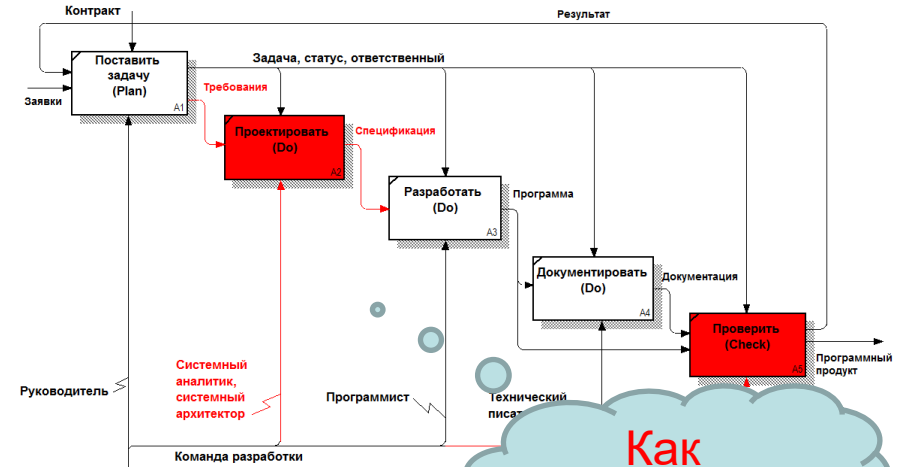 Контракт
Результат
Поставить
задачу
(Plan)
A1
Задача, статус, ответственный
Заявки
Требования
Проектировать
(Do)
A2
Спецификация
Разработать
(Do)
A3
Программа
Документировать
(Do)
A4
Документация
Проверить
(Check)
A5
Программный
продукт
Руководитель
Системный
аналитик,
системный
архитектор
Программист
Технический
Команда разработки
Как